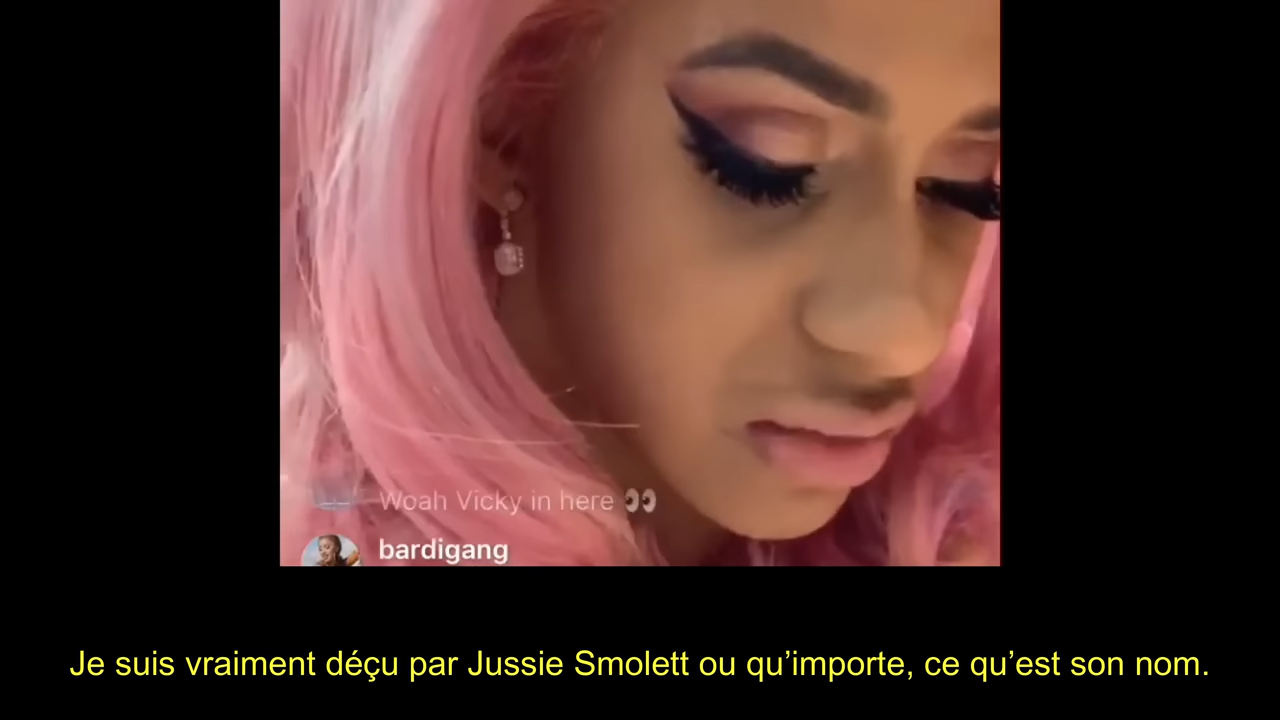 Woah Vicky in here 👀
bardigang
Je suis vraiment déçu par Jussie Smolett ou qu’importe, ce qu’est son nom.